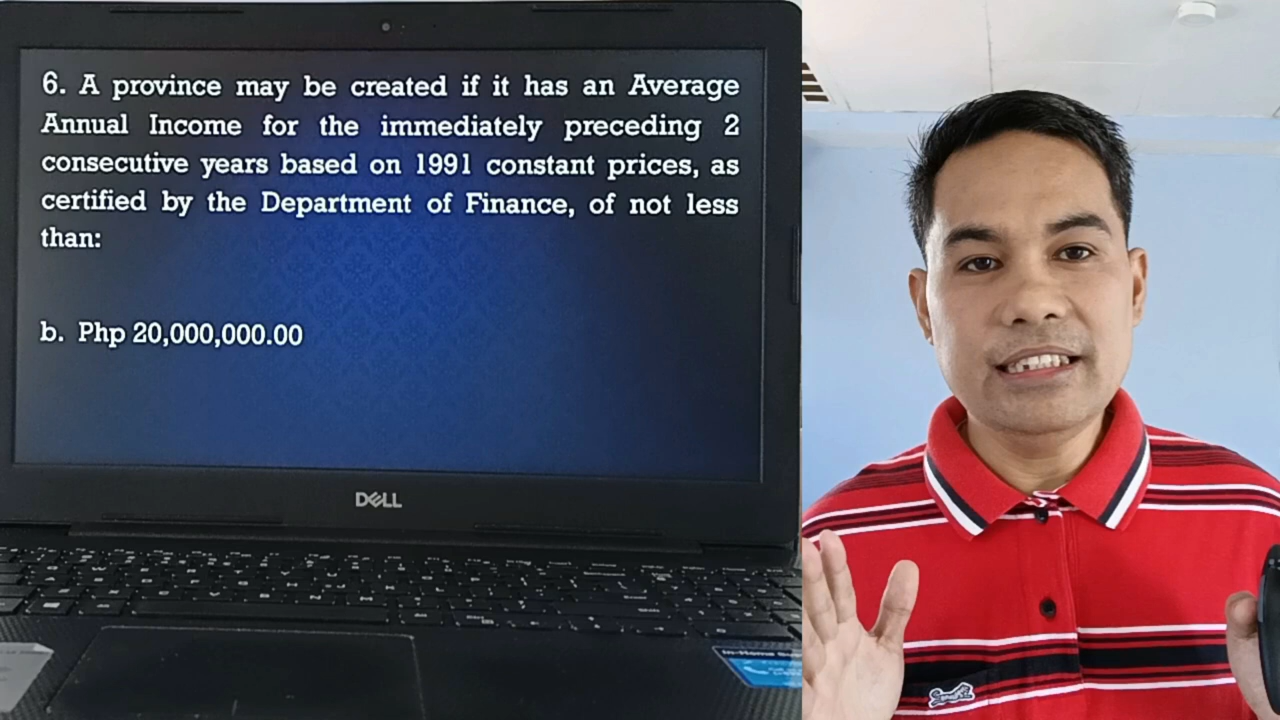 6. A province may be created if it has an Average
Annual Income for the immediately preceding 2
consecutive years based on 1991 constant prices, as
certified by the Department of Finance, of not less
than:
b. Php 20,000,000.00
DELL